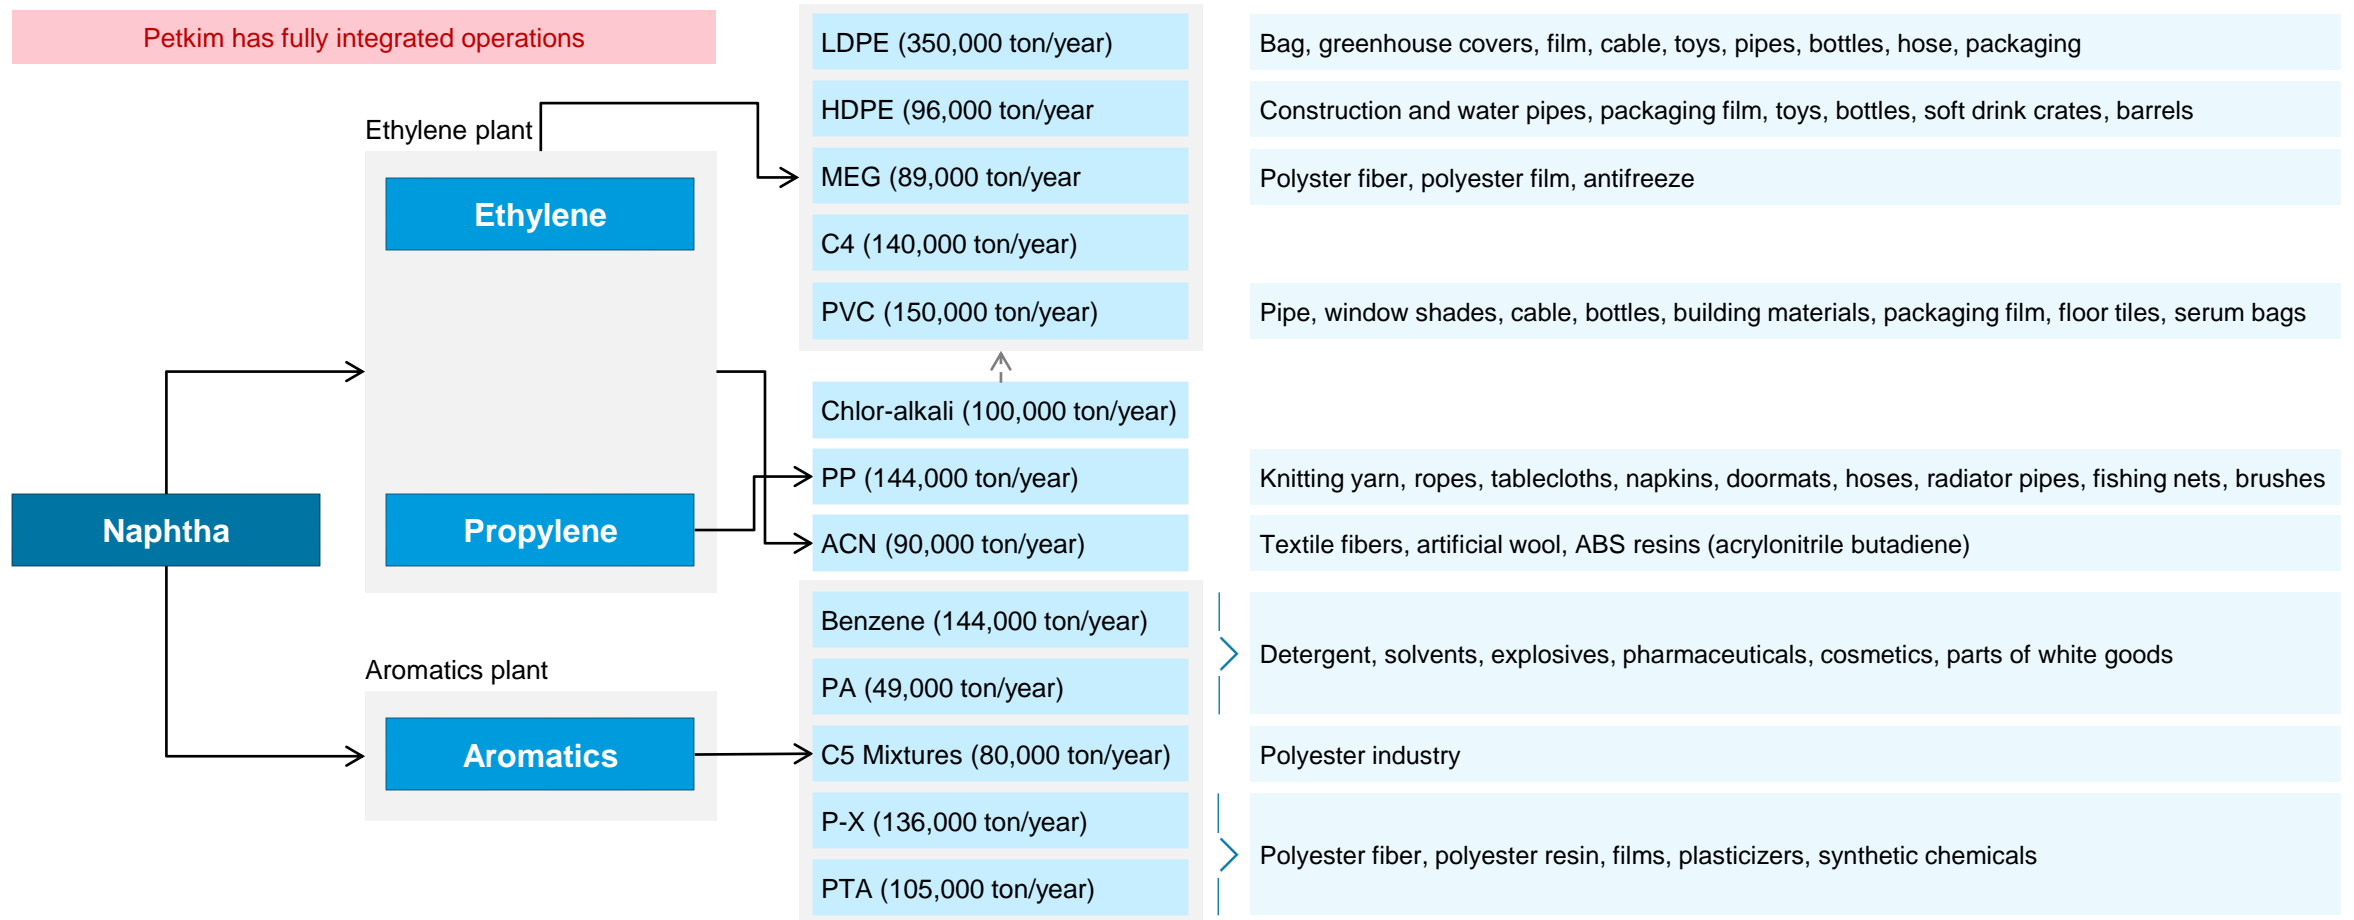 Petkim has fully integrated operations
Naphtha
Ethylene plant
Ethylene
Propylene
Aromatics plant
Aromatics
LDPE (350,000 ton/year)
Bag, greenhouse covers, film, cable, toys, pipes, bottles, hose, packaging
HDPE (96,000 ton/year
Construction and water pipes, packaging film, toys, bottles, soft drink crates, barrels
MEG (89,000 ton/year
Polyster fiber, polyester film, antifreeze
C4 (140,000 ton/year)
PVC (150,000 ton/year)
Pipe, window shades, cable, bottles, building materials, packaging film, floor tiles, serum bags
Chlor-alkali (100,000 ton/year)
PP (144,000 ton/year)
Knitting yarn, ropes, tablecloths, napkins, doormats, hoses, radiator pipes, fishing nets, brushes
ACN (90,000 ton/year)
Textile fibers, artificial wool, ABS resins (acrylonitrile butadiene)
Benzene (144,000 ton/year)
PA (49,000 ton/year)
Detergent, solvents, explosives, pharmaceuticals, cosmetics, parts of white goods
C5 Mixtures (80,000 ton/year)
Polyester industry
P-X (136,000 ton/year)
PTA (105,000 ton/year)
Polyester fiber, polyester resin, films, plasticizers, synthetic chemicals